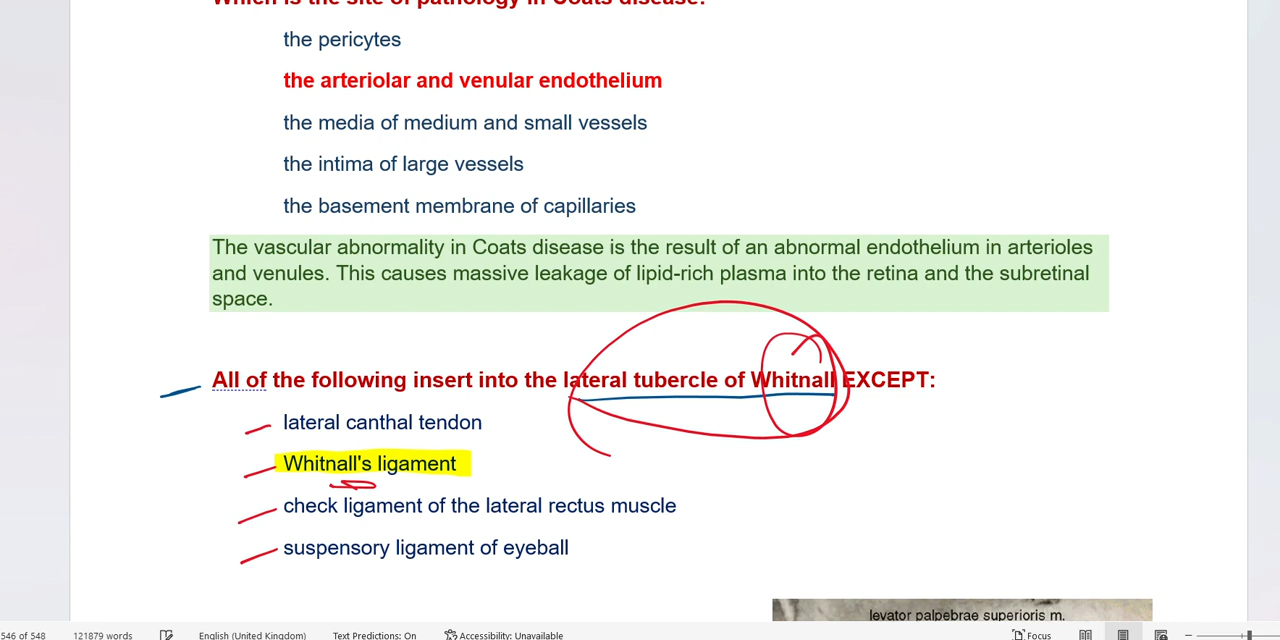 Which is the site of pathology in Coats disease?
the pericytes
the arteriolar and venular endothelium
the media of medium and small vessels
the intima of large vessels
the basement membrane of capillaries
The vascular abnormality in Coats disease is the result of an abnormal endothelium in arterioles
and venules. This causes massive leakage of lipid-rich plasma into the retina and the subretinal
space.
All of the following insert into the lateral tubercle of Whitnall EXCEPT:
lateral canthal tendon
Whitnall's ligament
check ligament of the lateral rectus muscle
suspensory ligament of eyeball
levator palpebrae superioris m.
546 of 548 121879 words English (United Kingdom) Text Predictions: On Accessibility: Unavailable Focus